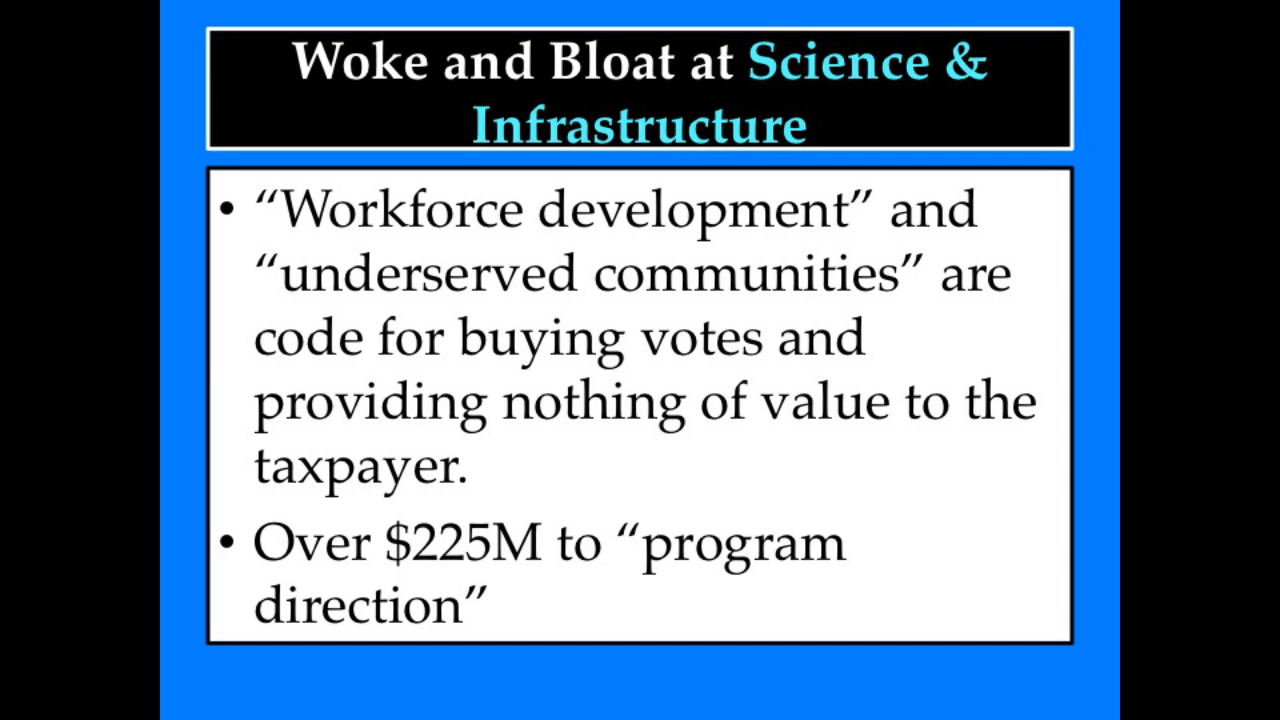 Woke and Bloat at Science &
Infrastructure
• “Workforce development” and
“underserved communities” are
code for buying votes and
providing nothing of value to the
taxpayer.
• Over $225M to “program
direction”